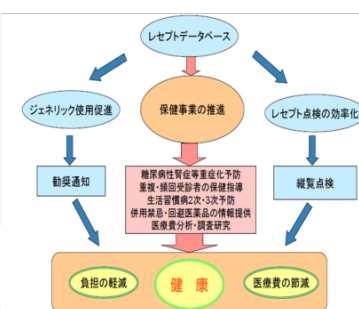 レセプトデータベース
ジェネリック使用促進
保健事業の推進
レセプト点検の効率化
勧奨通知
糖尿病性腎症等重症化予防
重複・頻回受診者の保健指導
生活習慣病2次・3次予防
併用禁忌・回避医薬品の情報提供
医療費分析・調査研究
縦覧点検
負担の軽減
健康
医療費の節減